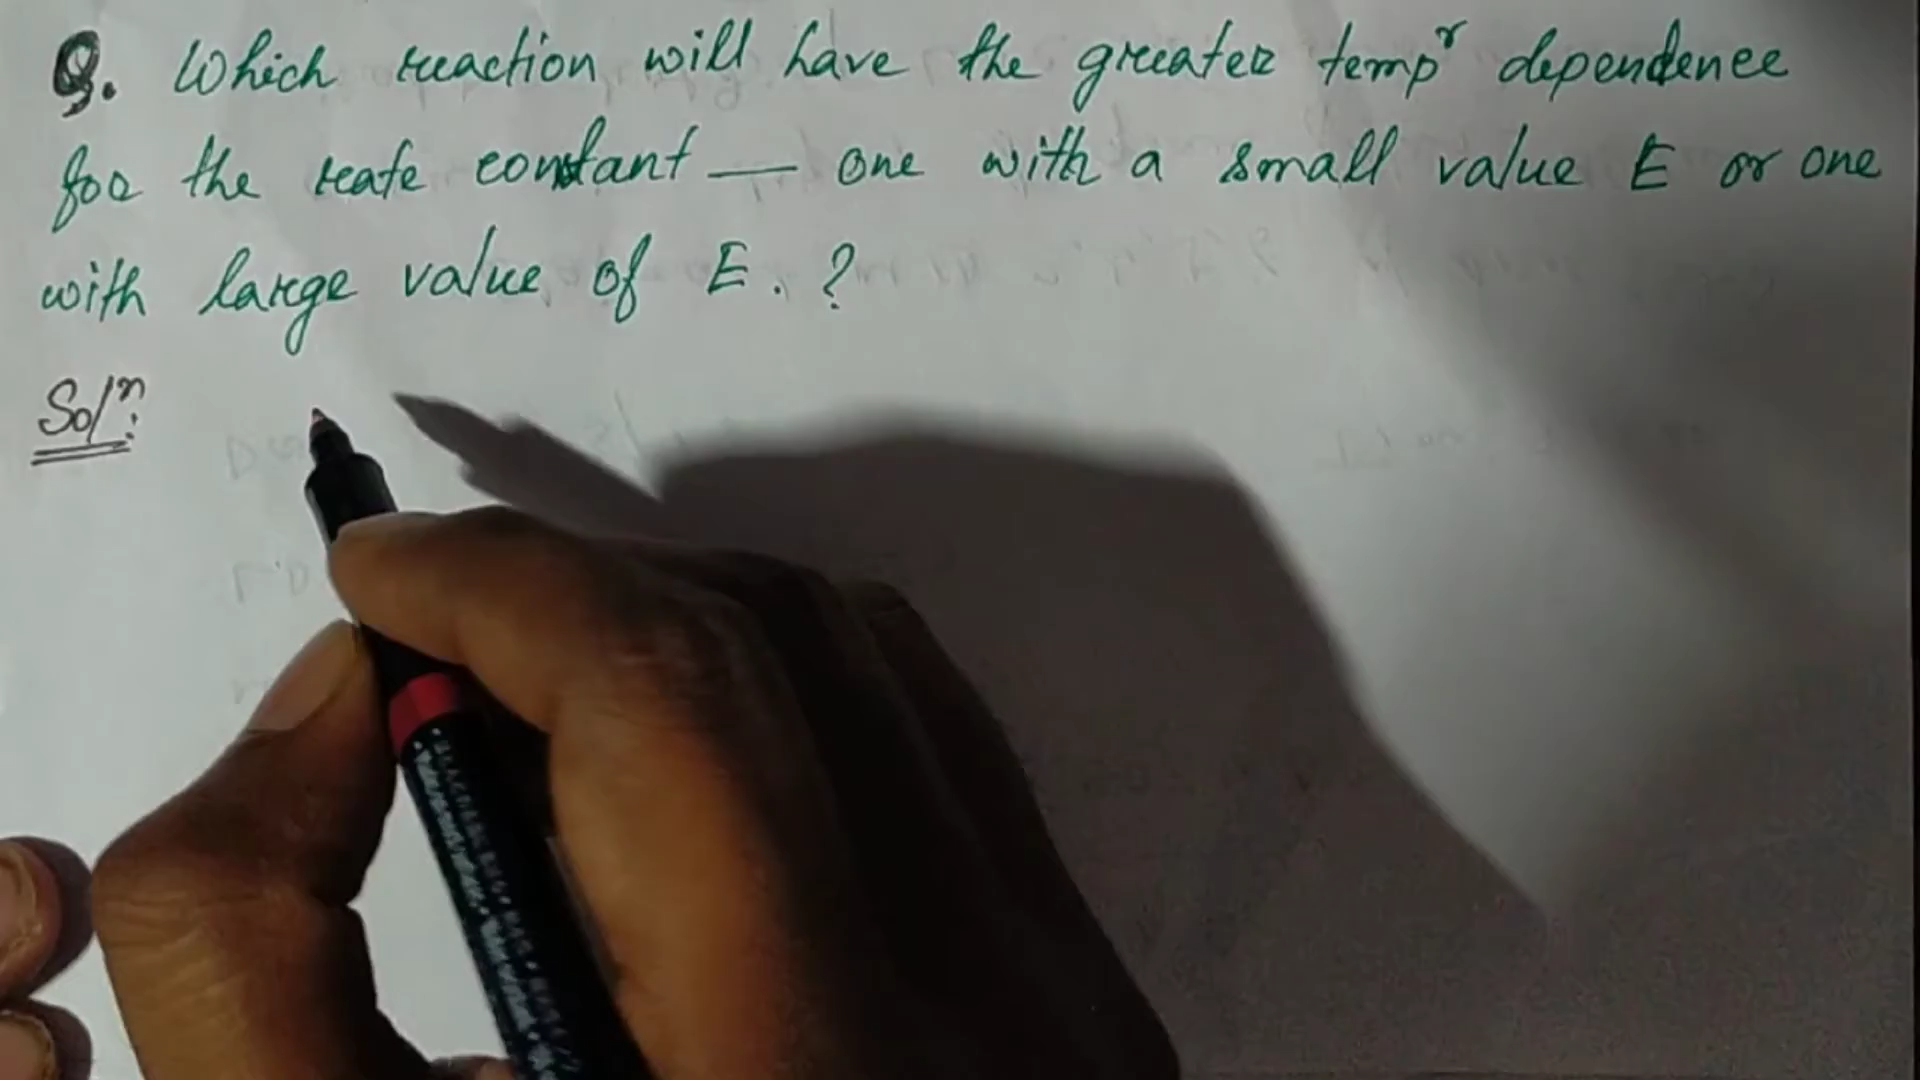 Q. Which reaction will have the greater tempr dependence
for the rate constant — one with a small value E or one
with large value of E. ?
Soln: